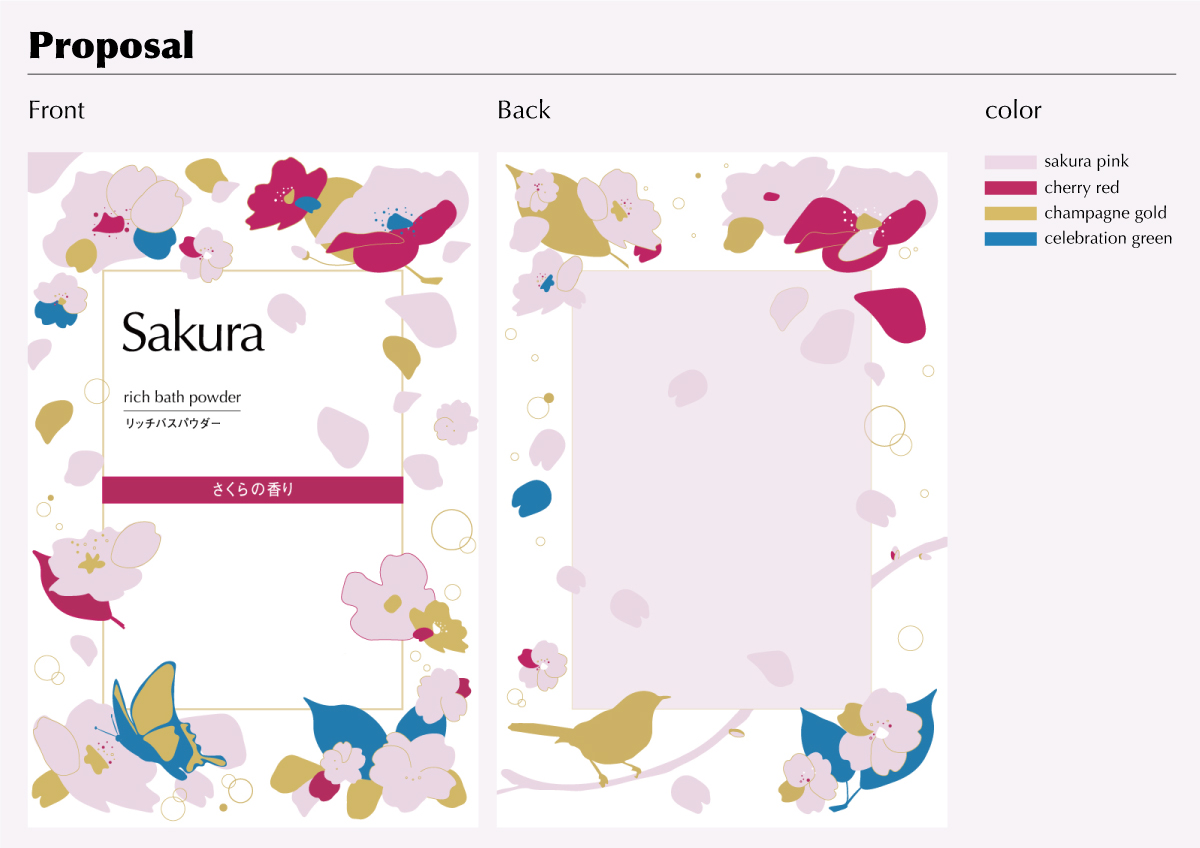 Proposal
Front
Back
color
sakura pink
cherry red
champagne gold
celebration green
Sakura
rich bath powder
リッチバスパウダー
さくらの香り